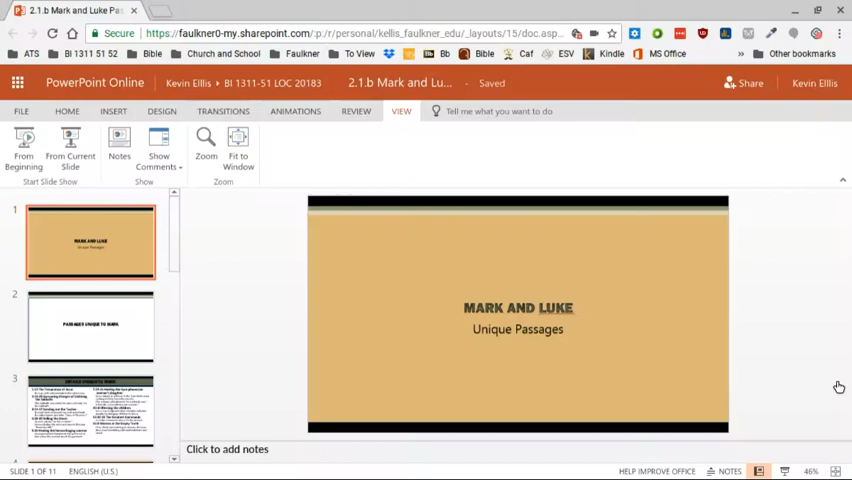 2.1.b Mark and Luke Pas
Secure
https://faulkner0-my.sharepoint.com/:p:/r/personal/kellis_faulkner_edu/_layouts/15/doc.aspx
ATS
BI 1311 51 52
Bible
Church and School
Faulkner
To View
Bb
Bible
Caf
ESV
Kindle
MS Office
»
Other bookmarks
PowerPoint Online
Kevin Elllis
BI 1311-51 LOC 20183
2.1.b Mark and Lu...
-
Saved
Share
Kevin Elllis
FILE
HOME
INSERT
DESIGN
TRANSITIONS
ANIMATIONS
REVIEW
VIEW
Tell me what you want to do
From Beginning
From Current Slide
Notes
Show Comments
Zoom
Fit to Window
Start Slide Show
Show
Zoom
1
MARK AND LUKE
Unique Passages
2
PASSAGES UNIQUE TO MARK
3
MARK AND LUKE
Unique Passages
Click to add notes
SLIDE 1 OF 11
ENGLISH (U.S.)
HELP IMPROVE OFFICE
NOTES
46%